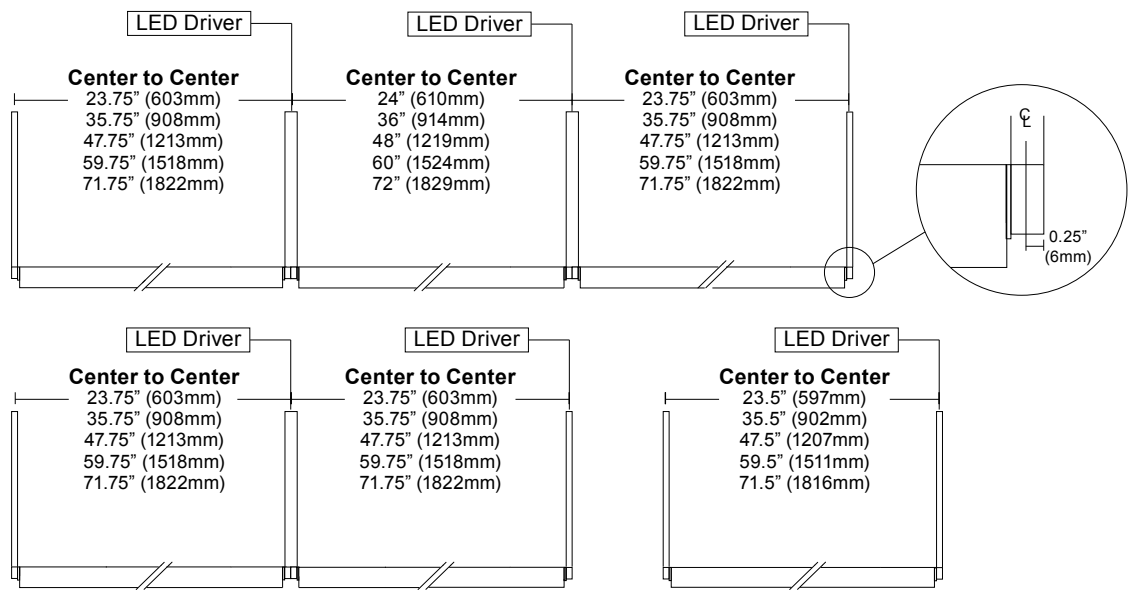 LED Driver
LED Driver
LED Driver
Center to Center
23.75” (603mm)
35.75” (908mm)
47.75” (1213mm)
59.75” (1518mm)
71.75” (1822mm)
Center to Center
24” (610mm)
36” (914mm)
48” (1219mm)
60” (1524mm)
72” (1829mm)
Center to Center
23.75” (603mm)
35.75” (908mm)
47.75” (1213mm)
59.75” (1518mm)
71.75” (1822mm)
℄
0.25”
(6mm)
LED Driver
LED Driver
LED Driver
Center to Center
23.75” (603mm)
35.75” (908mm)
47.75” (1213mm)
59.75” (1518mm)
71.75” (1822mm)
Center to Center
23.75” (603mm)
35.75” (908mm)
47.75” (1213mm)
59.75” (1518mm)
71.75” (1822mm)
Center to Center
23.5” (597mm)
35.5” (902mm)
47.5” (1207mm)
59.5” (1511mm)
71.5” (1816mm)